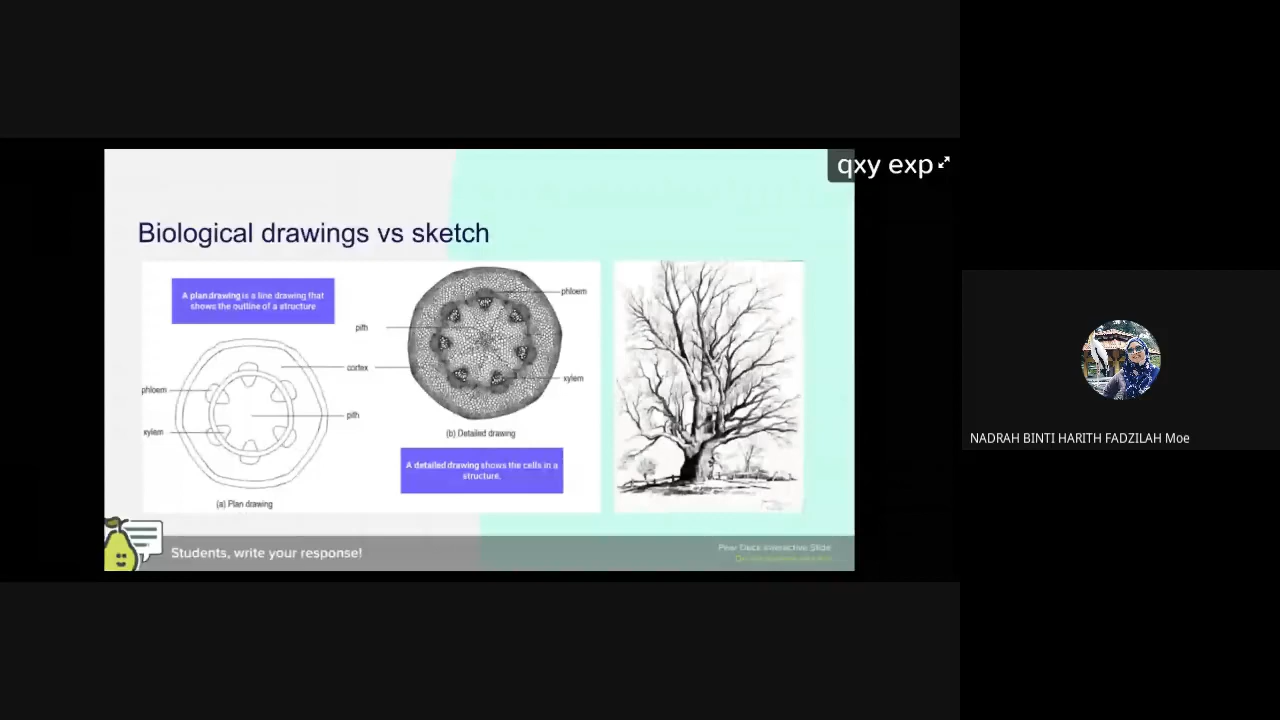 qxy exp
Biological drawings vs sketch
A plan drawing is a line drawing that
shows the outline of a structure
phloem
pith
cortex
xylem
phloem
xylem
pith
(b) Detailed drawing
A detailed drawing shows the cells in a
structure.
(a) Plan drawing
Students, write your response!
Pear Deck Interactive Slide
NADRAH BINTI HARITH FADZILAH Moe